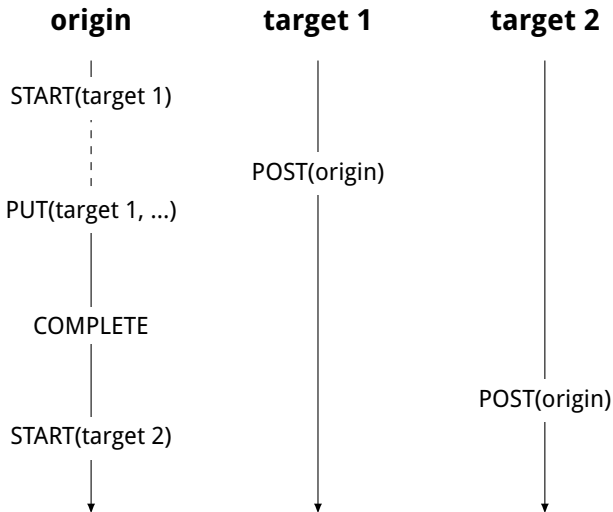 origin
target 1
target 2
START(target 1)
POST(origin)
PUT(target 1, ...)
COMPLETE
POST(origin)
START(target 2)